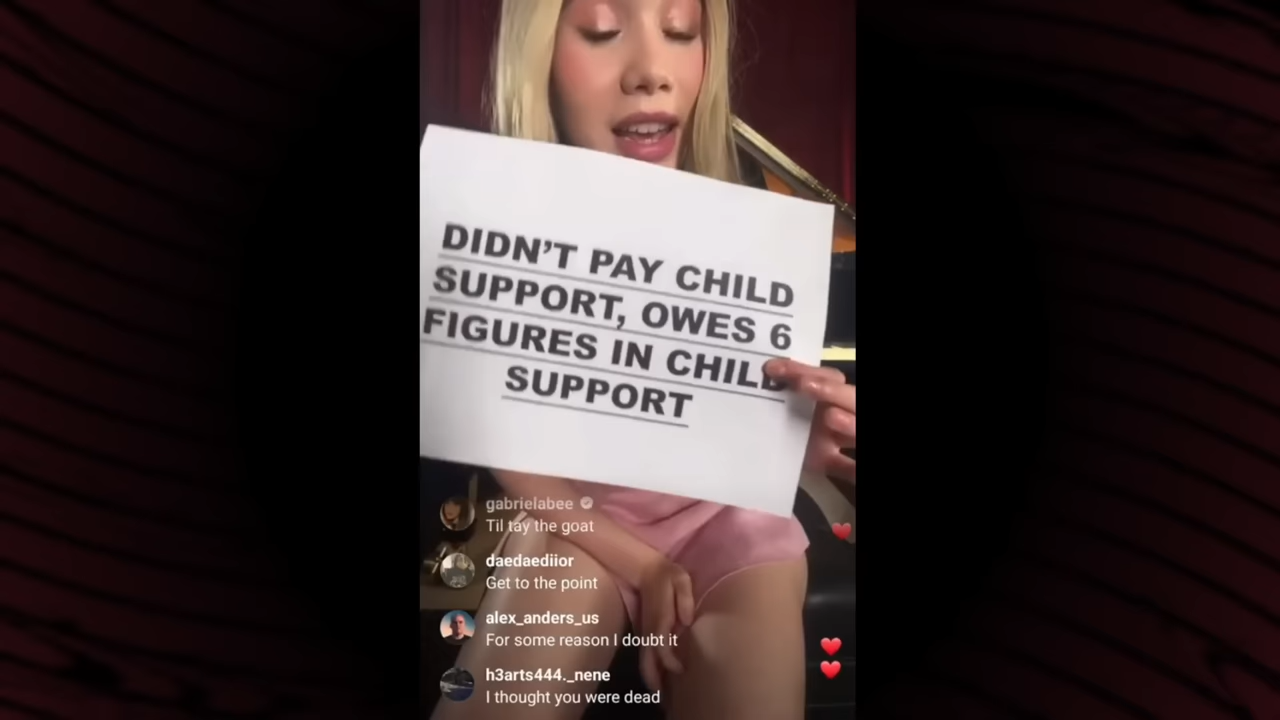 DIDN'T PAY CHILD
SUPPORT, OWES 6
FIGURES IN CHILD
SUPPORT
gabrielabee
Til tay the goat
daedaediior
Get to the point
alex_anders_us
For some reason I doubt it
h3arts444._nene
I thought you were dead